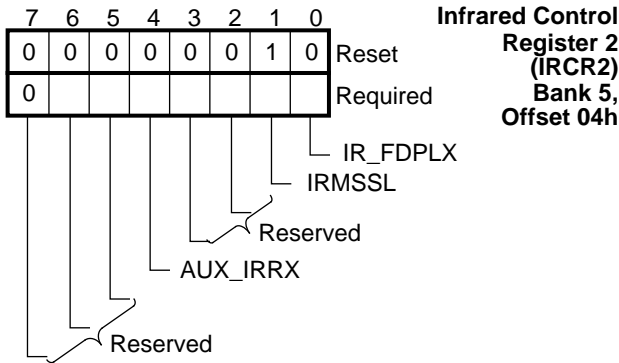 7 6 5 4 3 2 1 0
0 0 0 0 0 0 1 0 Reset
0 Required
Infrared Control
Register 2
(IRCR2)
Bank 5,
Offset 04h
IR_FDPLX
IRMSSL
Reserved
AUX_IRRX
Reserved